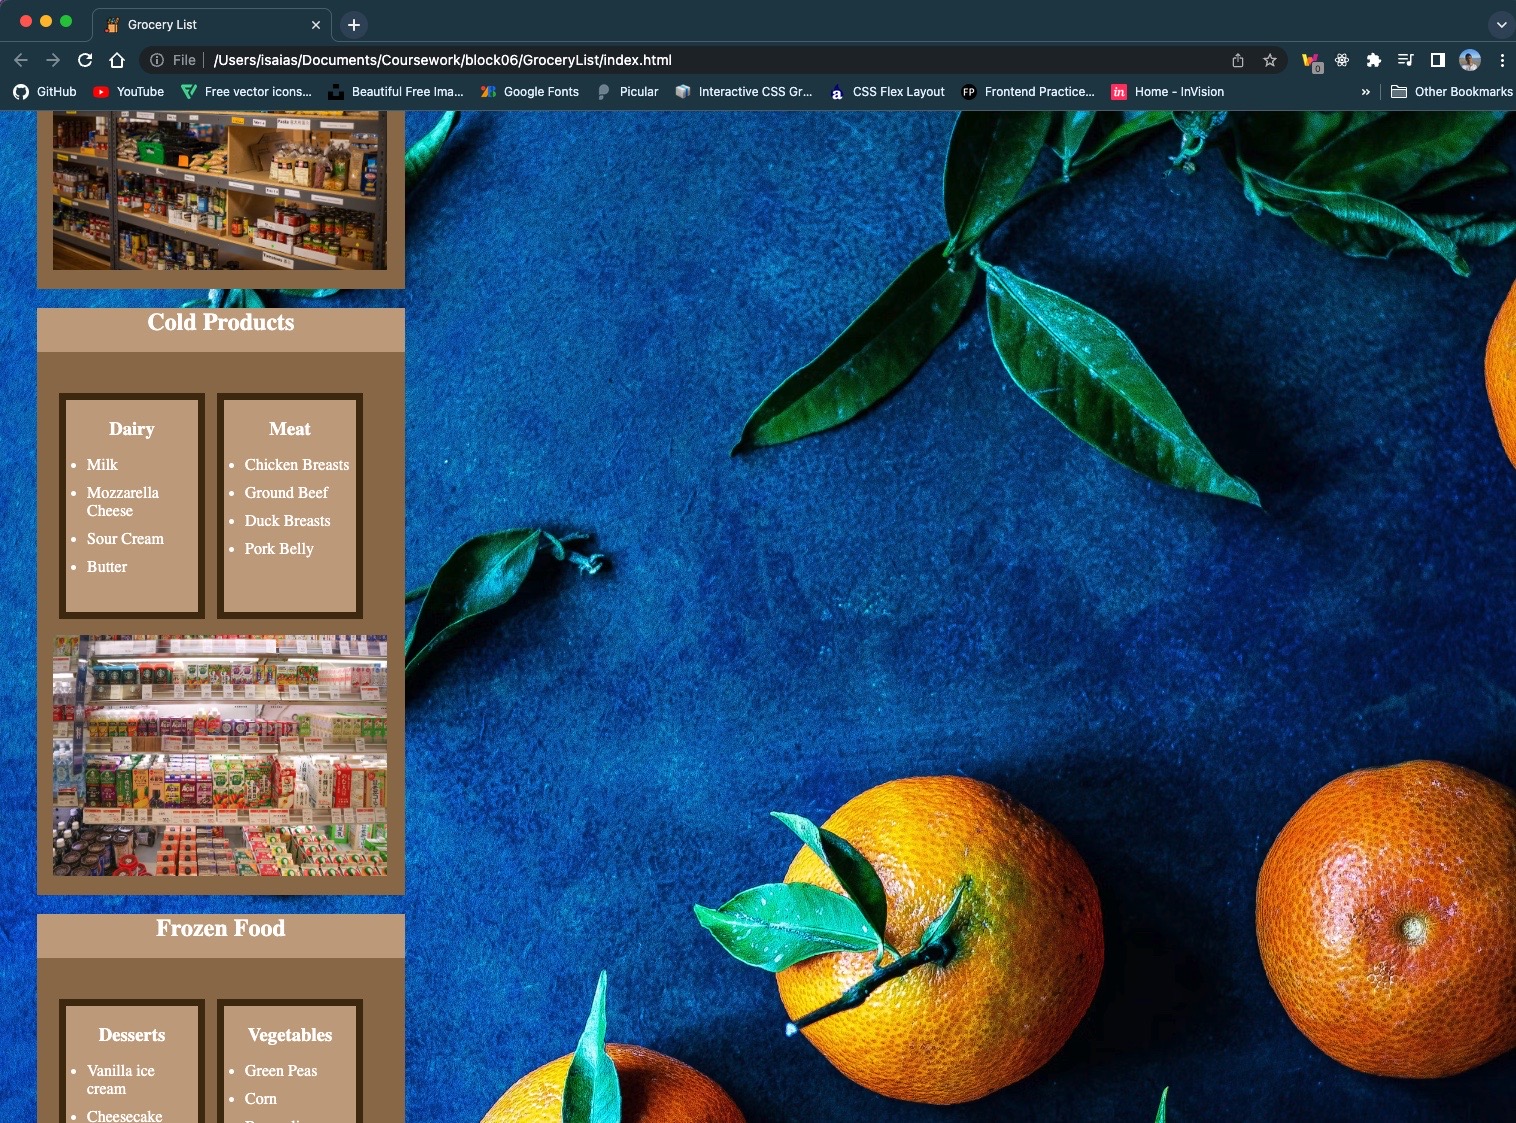 Grocery List
File
/Users/isaias/Documents/Coursework/block06/GroceryList/index.html
0
GitHub
YouTube
Free vector icons...
Beautiful Free Ima...
Google Fonts
Picular
Interactive CSS Gr...
a
CSS Flex Layout
FP
Frontend Practice...
in
Home - InVision
»
Other Bookmarks
Cold Products
Dairy
Milk
Mozzarella
Cheese
Sour Cream
Butter
Meat
Chicken Breasts
Ground Beef
Duck Breasts
Pork Belly
Frozen Food
Desserts
Vanilla ice
cream
Cheesecake
Vegetables
Green Peas
Corn